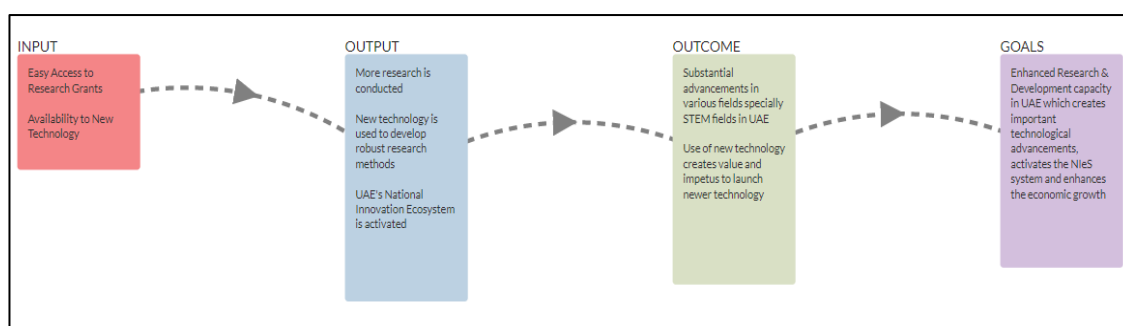 INPUT
Easy Access to
Research Grants
Availability to New
Technology
OUTPUT
More research is
conducted
New technology is
used to develop
robust research
methods
UAE's National
Innovation Ecosystem
is activated
OUTCOME
Substantial
advancements in
various fields specially
STEM fields in UAE
Use of new technology
creates value and
impetus to launch
newer technology
GOALS
Enhanced Research &
Development capacity
in UAE which creates
important
technological
advancements,
activates the NIeS
system and enhances
the economic growth